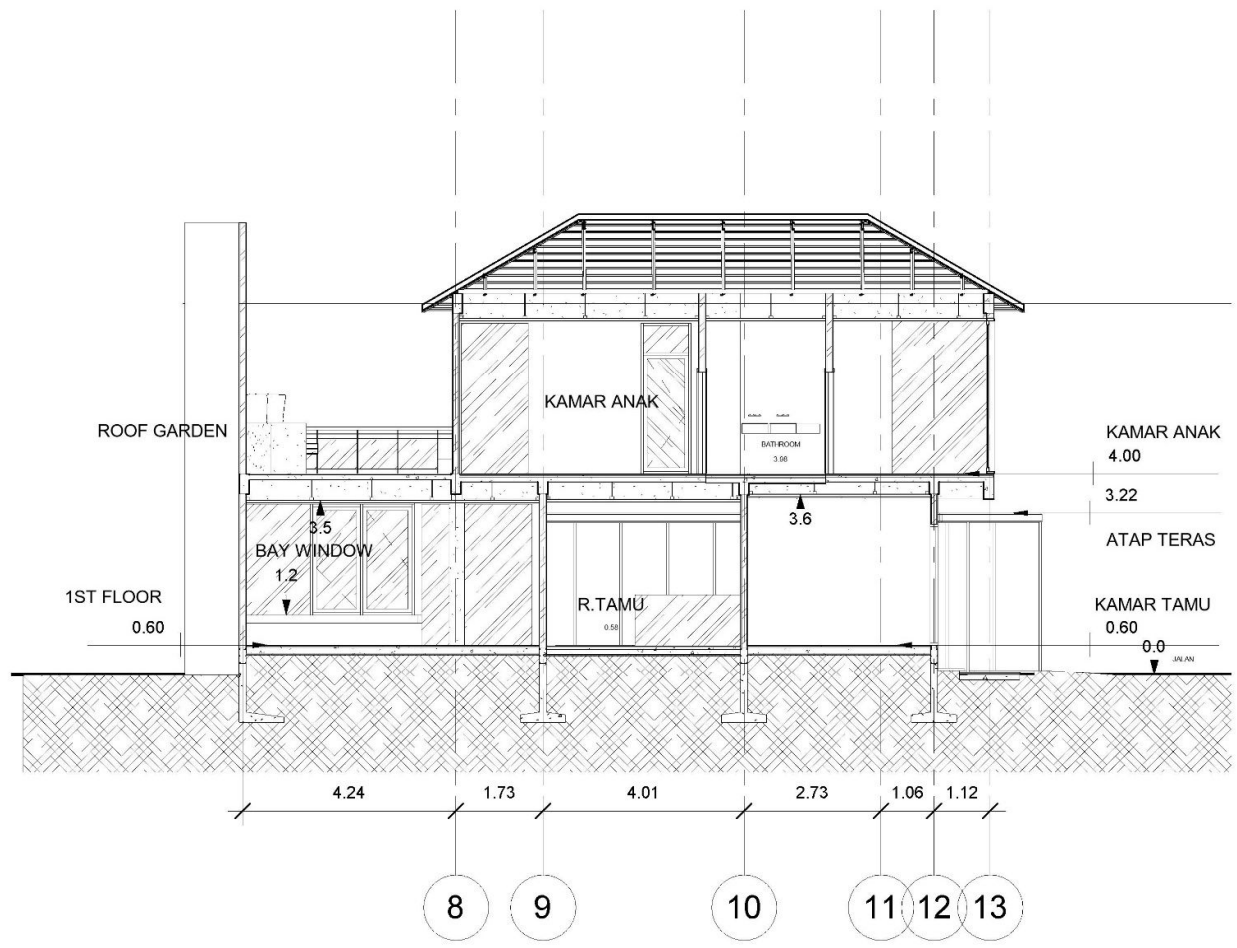 KAMAR ANAK
ROOF GARDEN
KAMAR ANAK
4.00
BATHROOM
3.98
3.22
3.5
3.6
ATAP TERAS
BAY WINDOW
1.2
1ST FLOOR
0.60
R.TAMU
0.58
KAMAR TAMU
0.60
0.0
JALAN
4.24 1.73 4.01 2.73 1.06 1.12
8 9 10 11 12 13